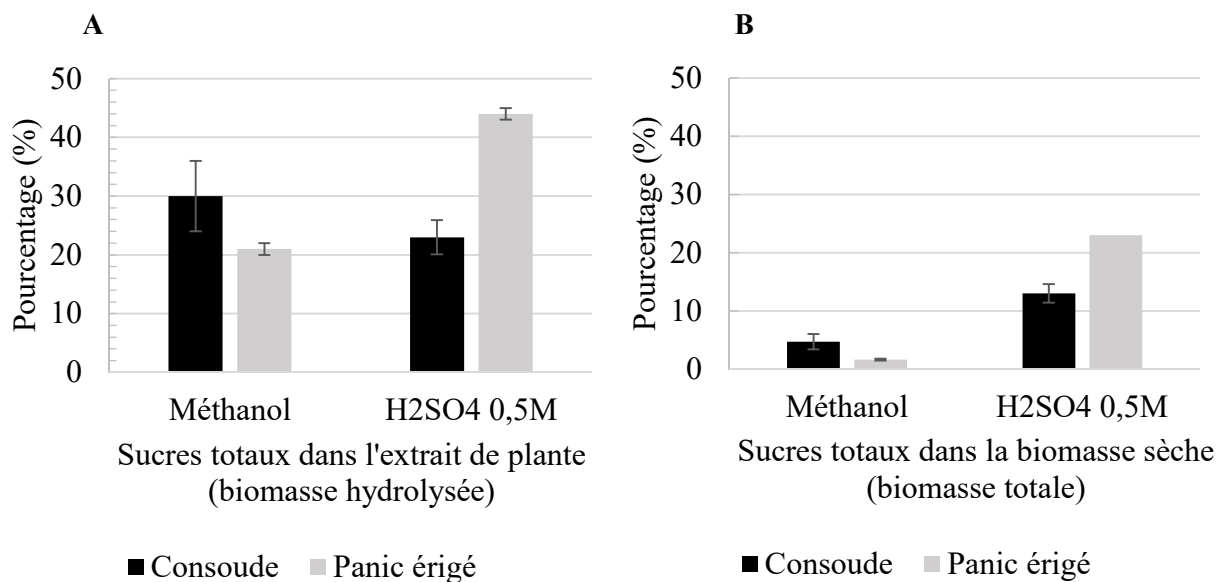 A
50
40
30
20
10
0
Pourcentage (%)
Méthanol
H2SO4 0,5M
Sucres totaux dans l'extrait de plante
(biomasse hydrolysée)
Consoude
Panic érigé
B
50
40
30
20
10
0
Pourcentage (%)
Méthanol
H2SO4 0,5M
Sucres totaux dans la biomasse sèche
(biomasse totale)
Consoude
Panic érigé